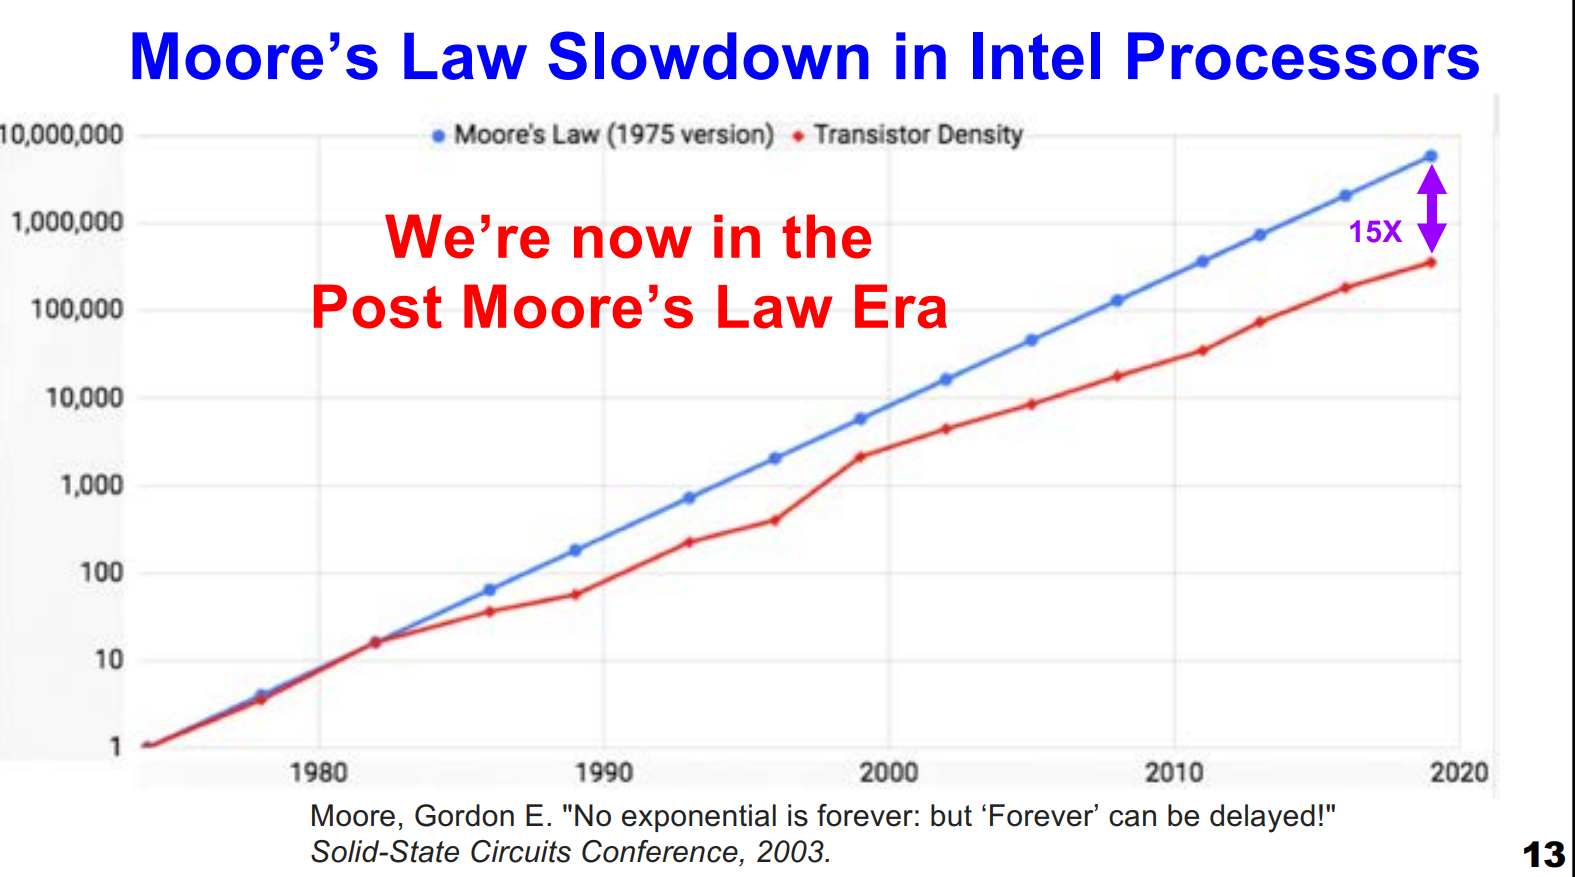 Moore’s Law Slowdown in Intel Processors
10,000,000
Moore's Law (1975 version)
Transistor Density
1,000,000
100,000
10,000
1,000
100
10
1
We’re now in the
Post Moore’s Law Era
15X
1980
1990
2000
2010
2020
Moore, Gordon E. "No exponential is forever: but ‘Forever’ can be delayed!"
Solid-State Circuits Conference, 2003.
13